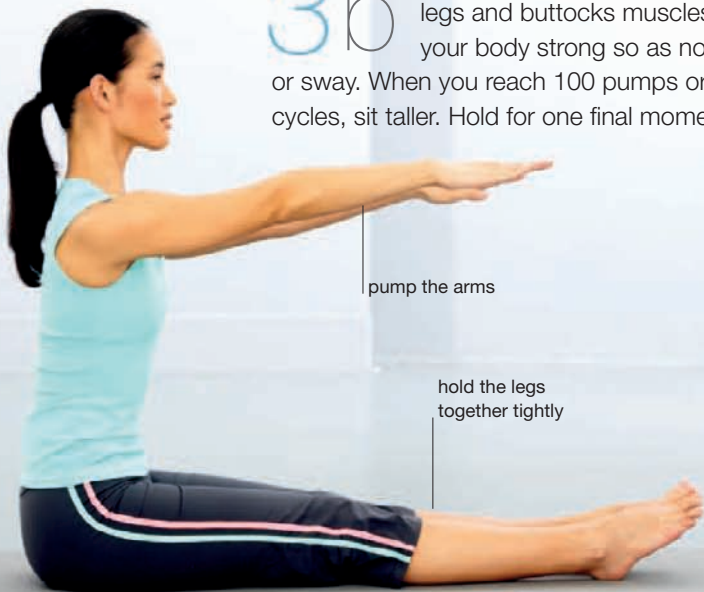 3b
legs and buttocks muscles
your body strong so as no
or sway. When you reach 100 pumps or
cycles, sit taller. Hold for one final mome
pump the arms
hold the legs
together tightly